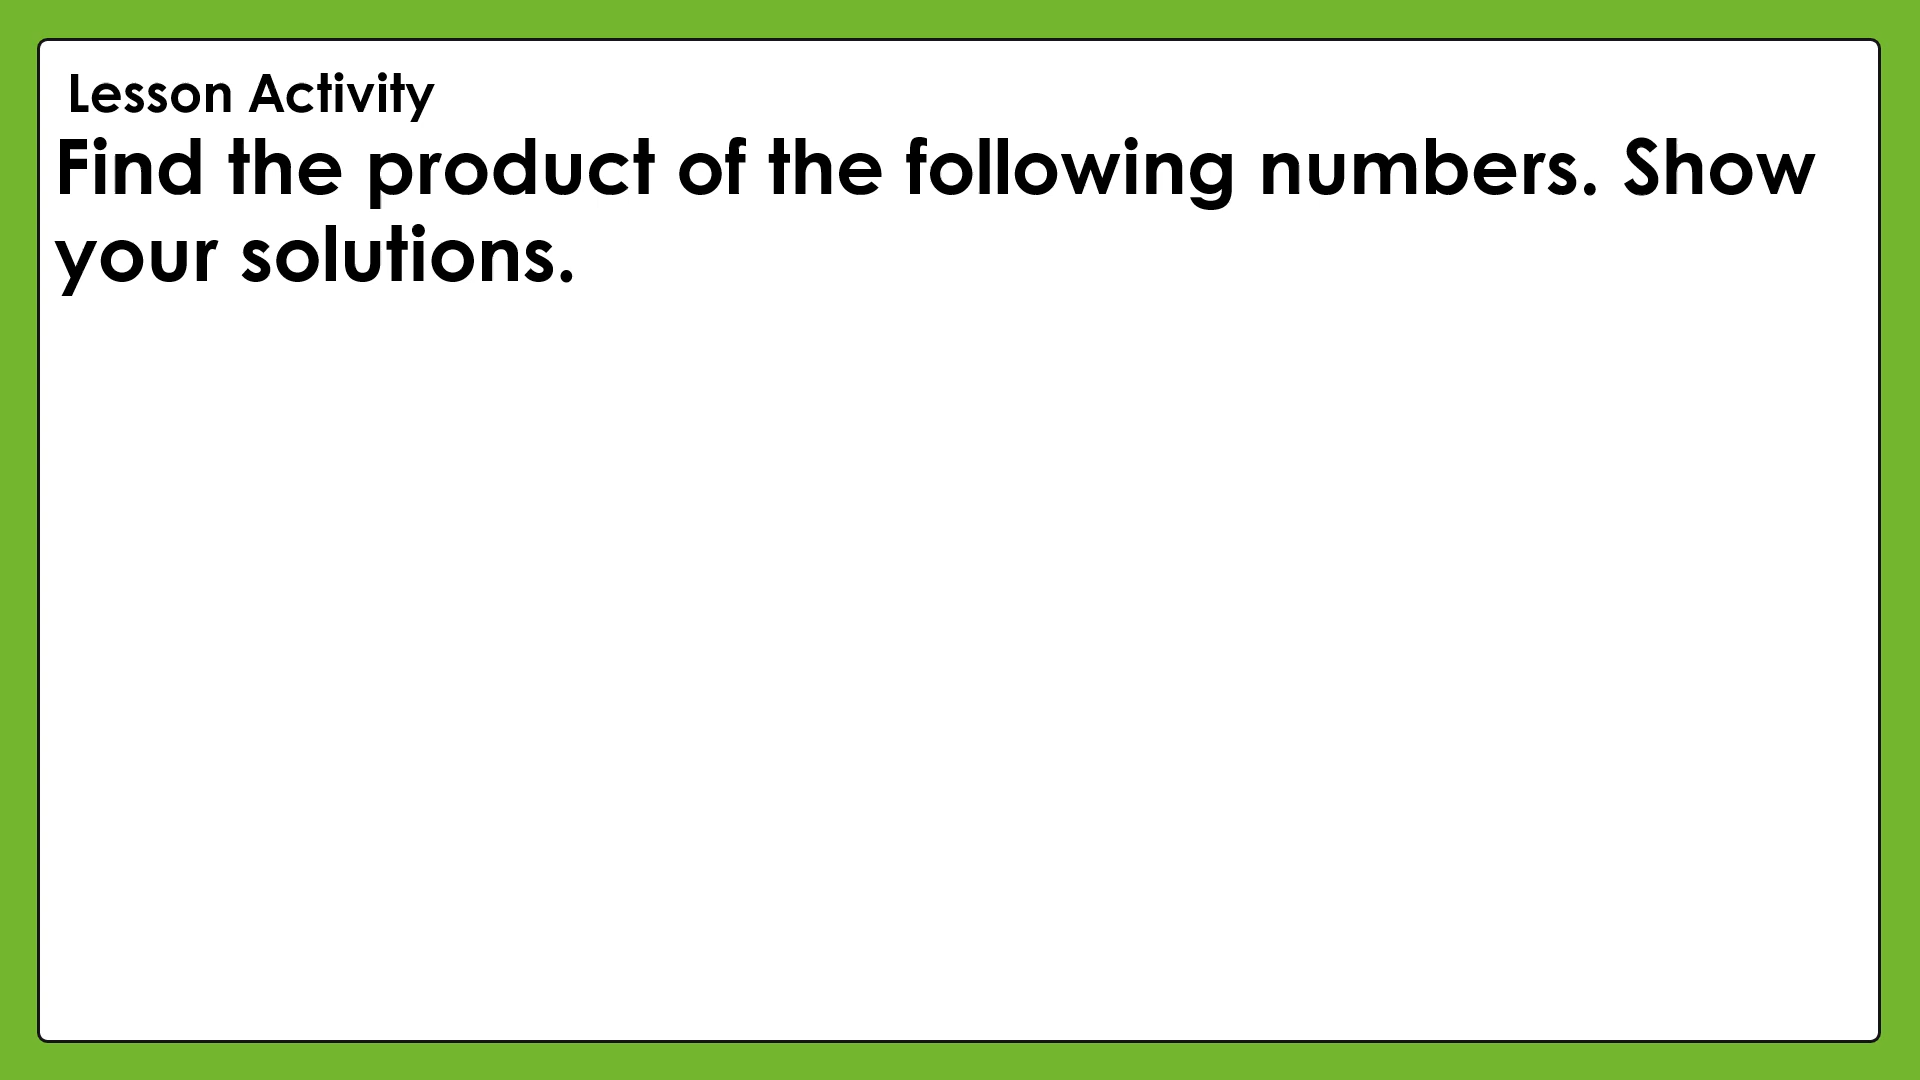 Lesson Activity
Find the product of the following numbers. Show
your solutions.